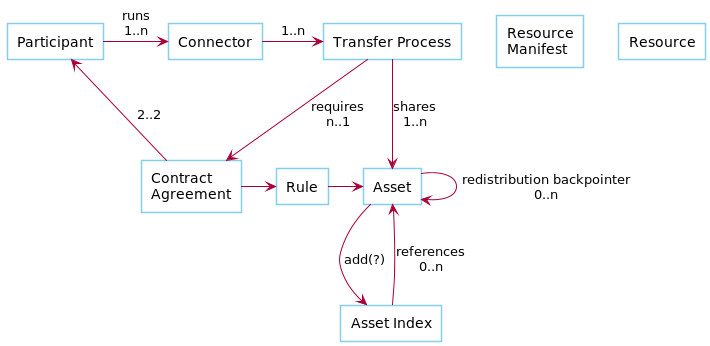 runs
1..n
Participant
Connector
1..n
Transfer Process
Resource
Manifest
Resource
2..2
requires
n..1
shares
1..n
Contract
Agreement
Rule
Asset
redistribution backpointer
0..n
add(?)
references
0..n
Asset Index